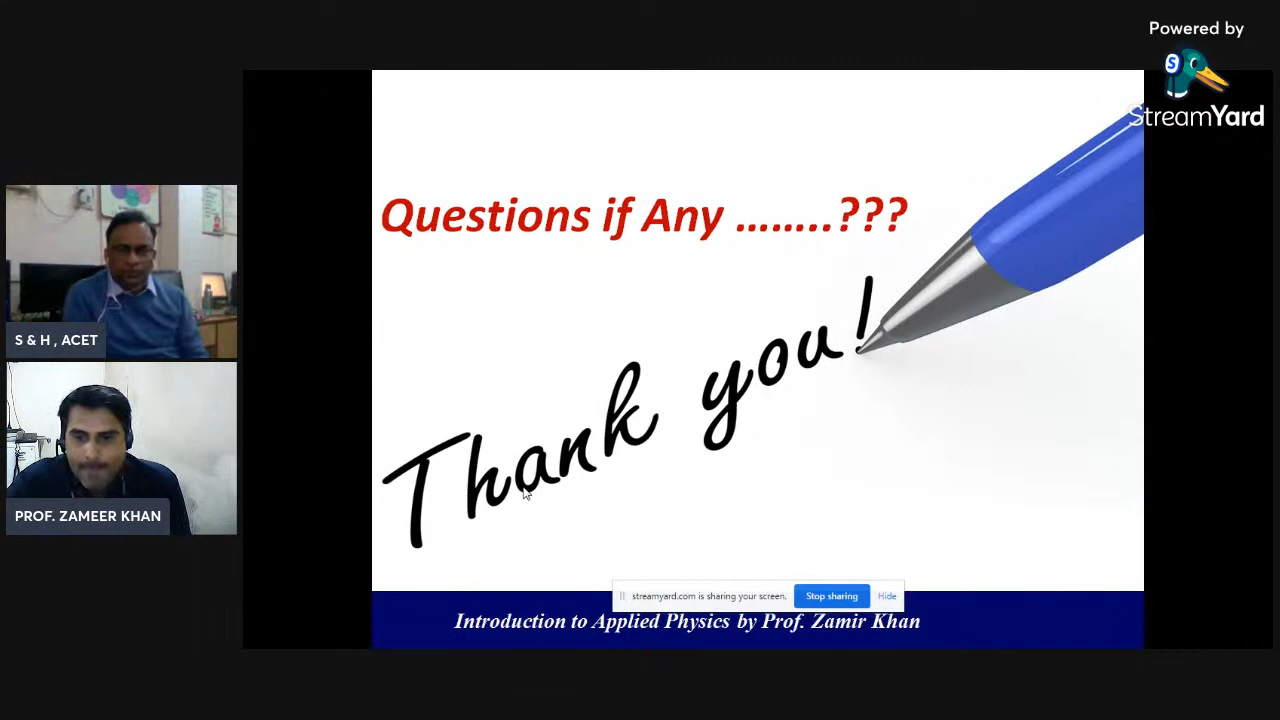 Powered by
StreamYard
Questions if Any ........???
Thank you!
S & H , ACET
PROF. ZAMEER KHAN
streamyard.com is sharing your screen.
Stop sharing
Hide
Introduction to Applied Physics by Prof. Zamir Khan